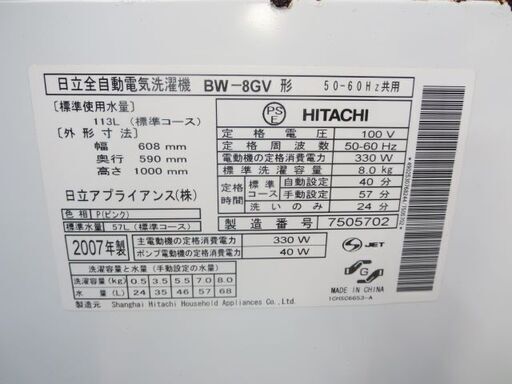 日立全自動電気洗濯機 BW-8GV 形 50-60Hz共用
〔標準使用水量〕
113L (標準コース)
〔外形寸法〕
幅 608 mm
奥行 590 mm
高さ 1000 mm
日立アプライアンス(株)
色相 P(ピンク)
標準水量 57L(標準コース)
PS
E
HITACHI
定格電圧 100 V
定格周波数 50-60 Hz
電動機の定格消費電力 330 W
標準洗濯容量 8.0kg
定格時間 標準コース 自動設定 40 分
手動設定 57 分
洗いのみ 24 分
製造番号 7505702
2007年製 主電動機の定格消費電力 330 W
ポンプ電動機の定格消費電力 40 W
JET
洗濯容量と水量 (手動設定の水量)
洗濯容量(kg) 0.5 3.5 5.5 7.0 8.0
水量(L) 24 35 46 57 68
製造元 Shanghai Hitachi Household Appliances Co.,Ltd.
MADE IN CHINA
1CHSC6653-A